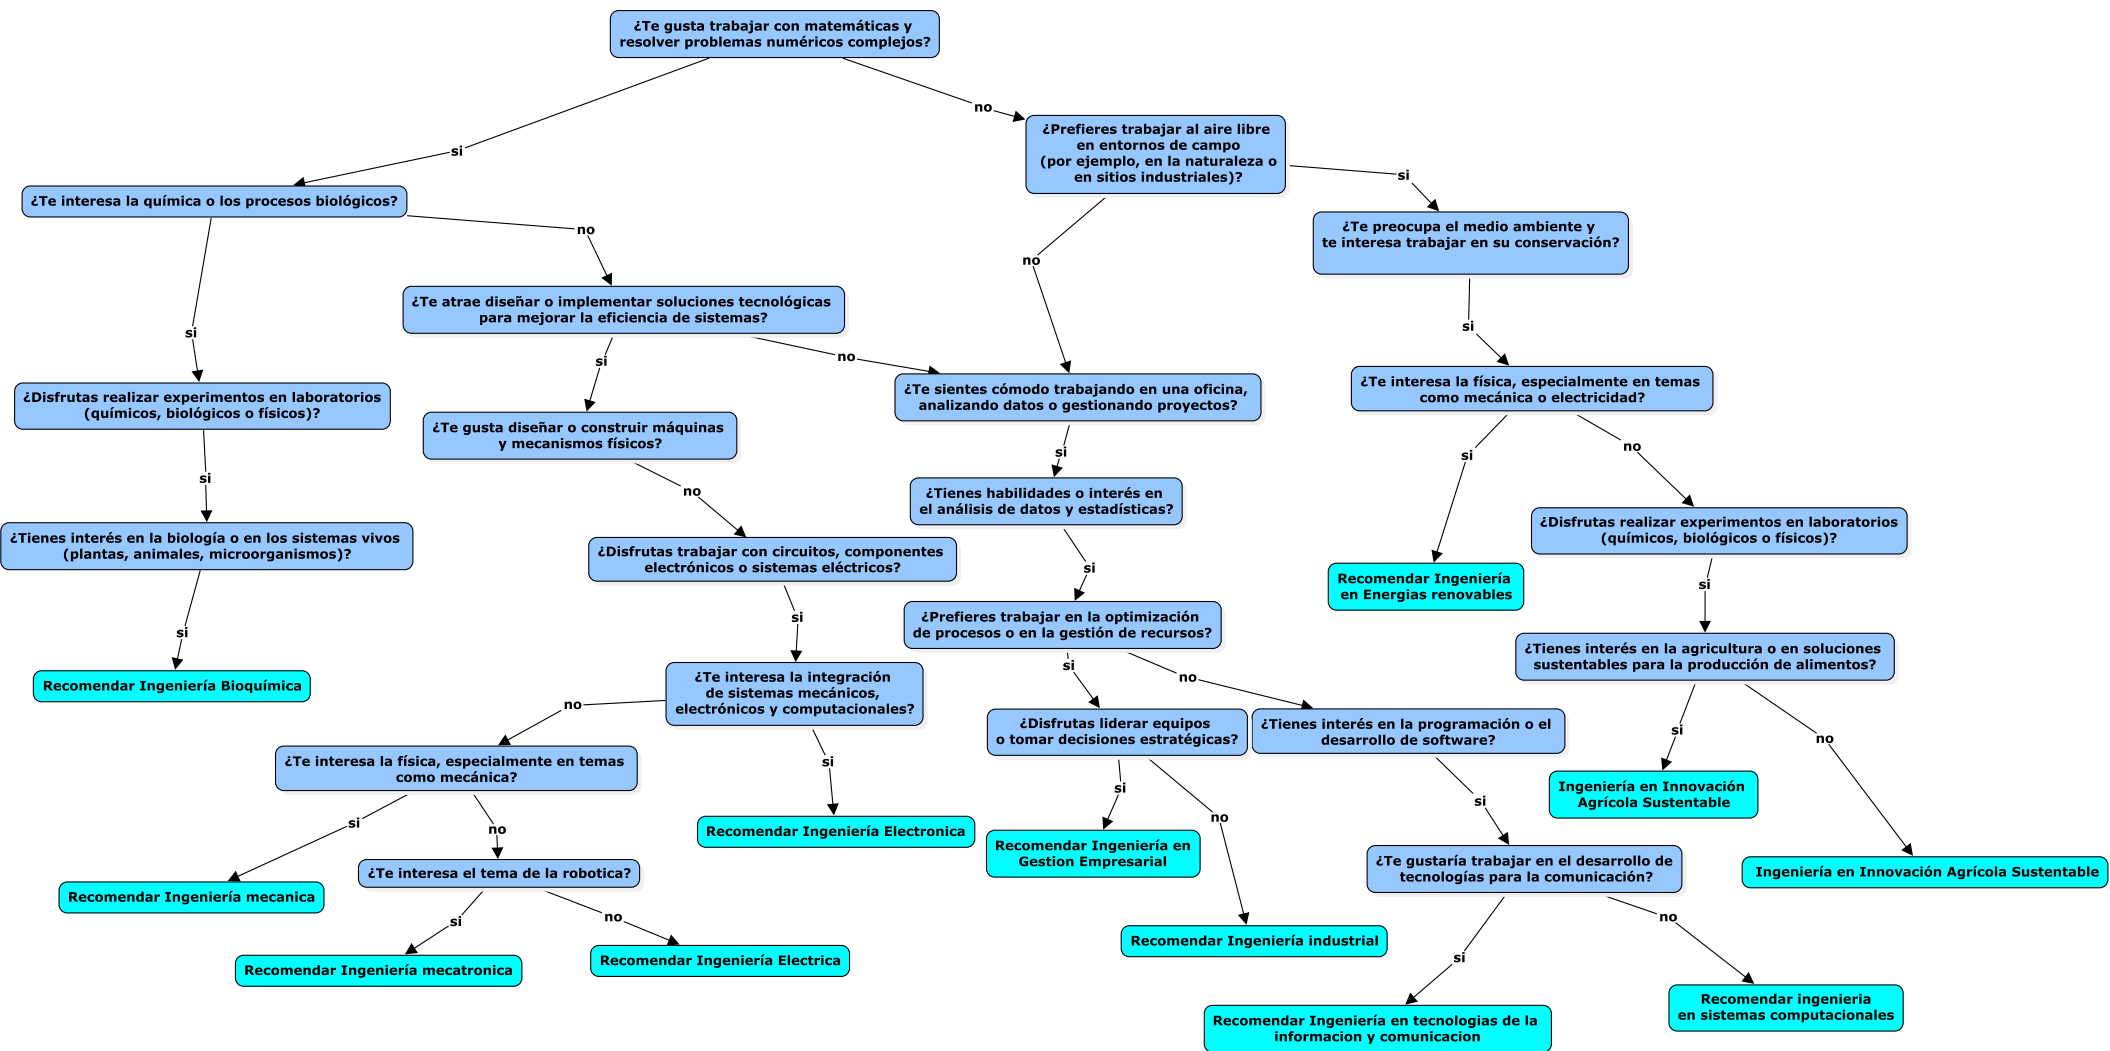 ¿Te gusta trabajar con matemáticas y
resolver problemas numéricos complejos?
no
si
¿Prefieres trabajar al aire libre
en entornos de campo
(por ejemplo, en la naturaleza o
en sitios industriales)?
si
¿Te interesa la química o los procesos biológicos?
no
¿Te preocupa el medio ambiente y
te interesa trabajar en su conservación?
no
si
¿Te atrae diseñar o implementar soluciones tecnológicas
para mejorar la eficiencia de sistemas?
si
si
no
¿Te sientes cómodo trabajando en una oficina,
analizando datos o gestionando proyectos?
¿Te interesa la física, especialmente en temas
como mecánica o electricidad?
¿Disfrutas realizar experimentos en laboratorios
(químicos, biológicos o físicos)?
¿Te gusta diseñar o construir máquinas
y mecanismos físicos?
si
si
no
si
no
¿Tienes habilidades o interés en
el análisis de datos y estadísticas?
¿Disfrutas realizar experimentos en laboratorios
(químicos, biológicos o físicos)?
¿Tienes interés en la biología o en los sistemas vivos
(plantas, animales, microorganismos)?
¿Disfrutas trabajar con circuitos, componentes
electrónicos o sistemas eléctricos?
si
Recomendar Ingeniería
en Energias renovables
si
si
si
¿Prefieres trabajar en la optimización
de procesos o en la gestión de recursos?
¿Tienes interés en la agricultura o en soluciones
sustentables para la producción de alimentos?
Recomendar Ingeniería Bioquímica
¿Te interesa la integración
de sistemas mecánicos,
electrónicos y computacionales?
si
no
no
¿Disfrutas liderar equipos
o tomar decisiones estratégicas?
¿Tienes interés en la programación o el
desarrollo de software?
si
no
¿Te interesa la física, especialmente en temas
como mecánica?
si
si
si
Ingeniería en Innovación
Agrícola Sustentable
si
no
Recomendar Ingeniería Electronica
no
Recomendar Ingeniería en
Gestion Empresarial
¿Te gustaría trabajar en el desarrollo de
tecnologías para la comunicación?
Ingeniería en Innovación Agrícola Sustentable
¿Te interesa el tema de la robotica?
Recomendar Ingeniería mecanica
si
no
no
Recomendar Ingeniería industrial
si
Recomendar Ingeniería mecatronica
Recomendar Ingeniería Electrica
Recomendar ingenieria
en sistemas computacionales
Recomendar Ingeniería en tecnologias de la
informacion y comunicacion